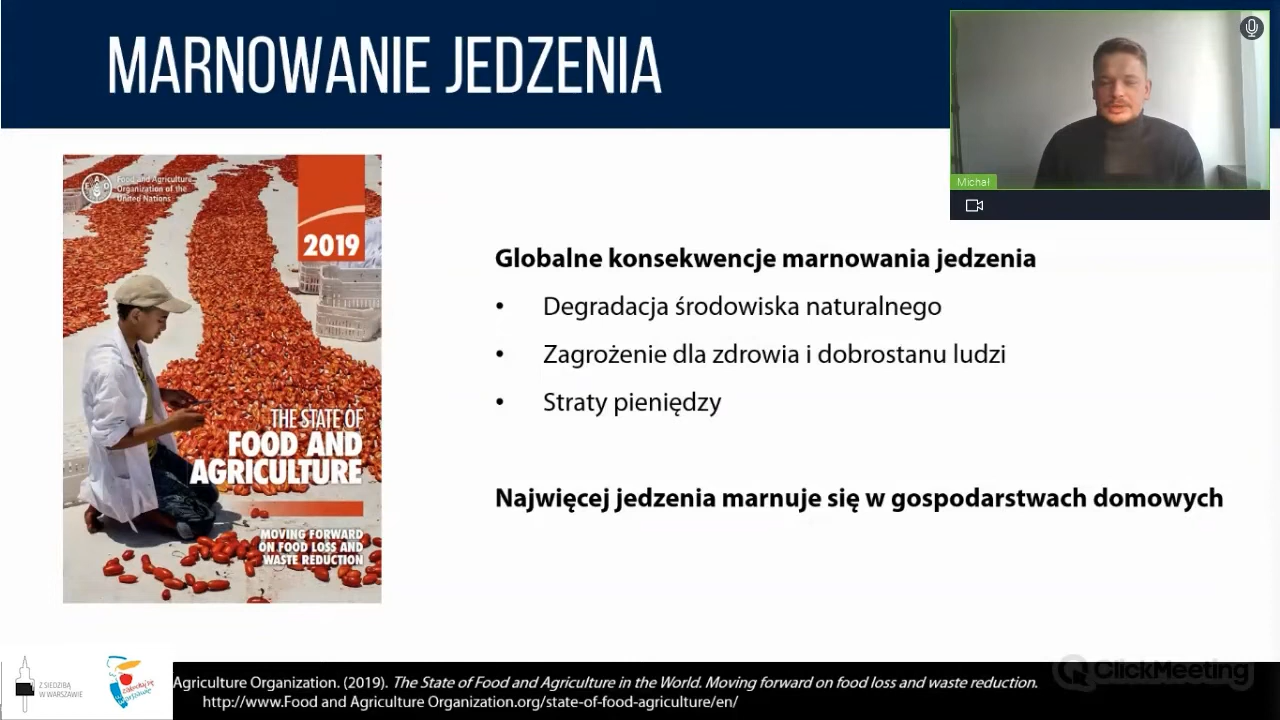 MARNOWANIE JEDZENIA
Michał
Food and Agriculture
Organization of the
United Nations
2019
THE STATE OF
FOOD AND
AGRICULTURE
MOVING FORWARD
ON FOOD LOSS AND
WASTE REDUCTION
Globalne konsekwencje marnowania jedzenia
• Degradacja środowiska naturalnego
• Zagrożenie dla zdrowia i dobrostanu ludzi
• Straty pieniędzy
Najwięcej jedzenia marnuje się w gospodarstwach domowych
Z SIEDZIBĄ
W WARSZAWIE
zakochaj się
w Warszawie
Agriculture Organization. (2019). The State of Food and Agriculture in the World. Moving forward on food loss and waste reduction.
http://www.Food and Agriculture Organization.org/state-of-food-agriculture/en/
ClickMeeting